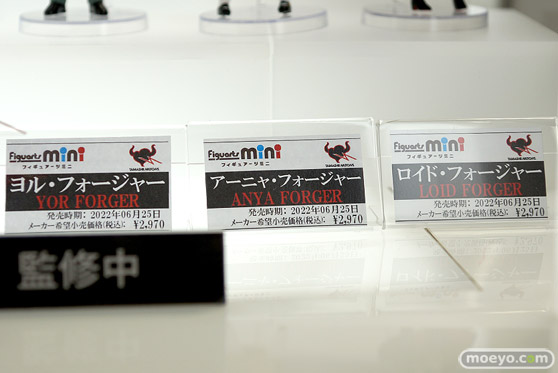 Figuarts mini
フィギュアーツミニ
TAMASHII NATIONS
ヨル・フォージャー
YOR FORGER
発売時期：2022年06月25日
メーカー希望小売価格(税込)：¥2,970
Figuarts mini
フィギュアーツミニ
TAMASHII NATIONS
アーニャ・フォージャー
ANYA FORGER
発売時期：2022年06月25日
メーカー希望小売価格(税込)：¥2,970
Figuarts mini
フィギュアーツミニ
TAMASHII NATIONS
ロイド・フォージャー
LOID FORGER
発売時期：2022年06月25日
メーカー希望小売価格(税込)：¥2,970
監修中
moeyo.com